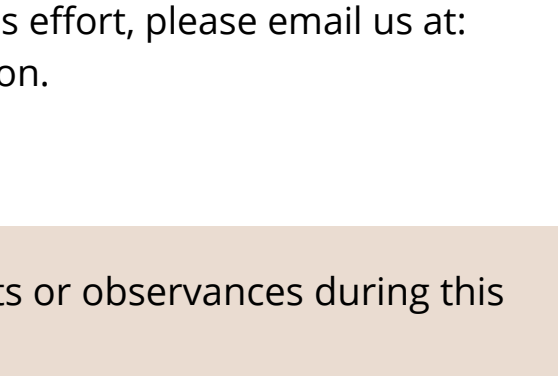 s effort, please email us at:
on.
ts or observances during this